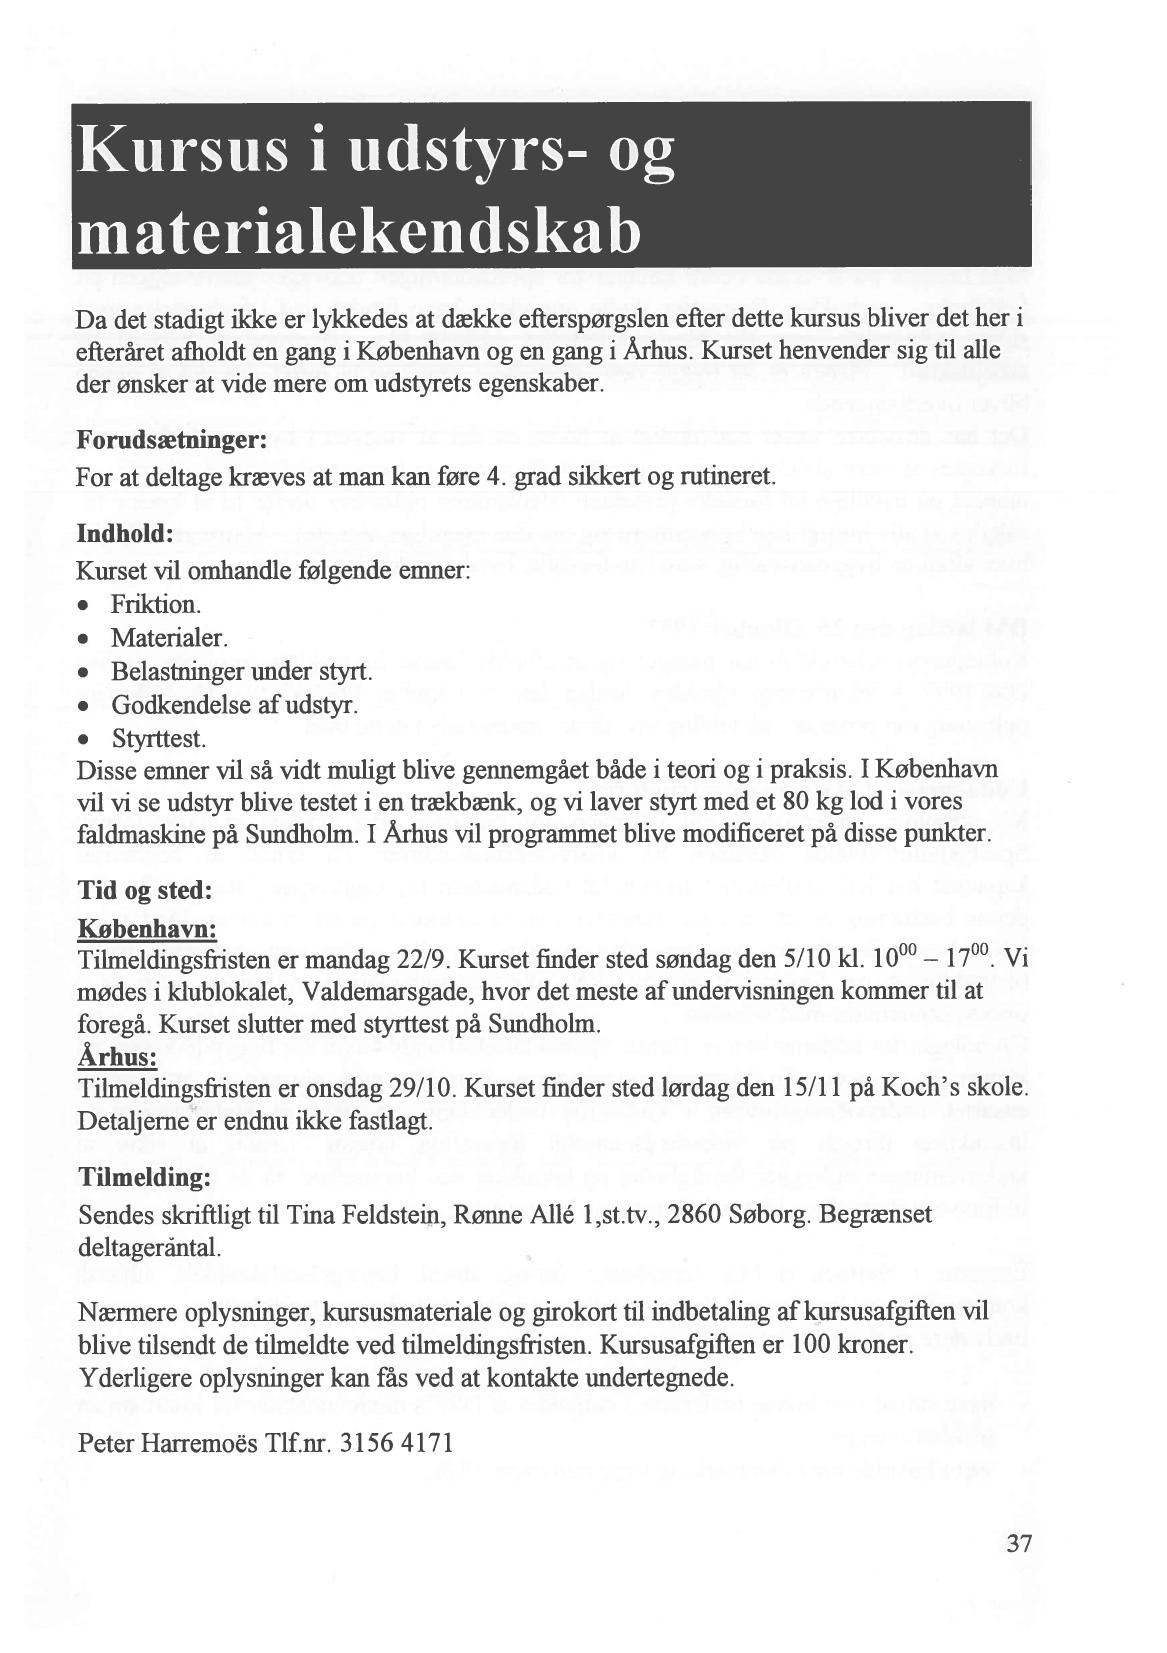 Kursus i udstyrs- og
materialekendskab
Da det stadigt ikke er lykkedes at dække efterspørgslen efter dette kursus bliver det her i
efteråret afholdt en gang i København og en gang i Århus. Kurset henvender sig til alle
der ønsker at vide mere om udstyrets egenskaber.
Forudsætninger:
For at deltage kræves at man kan føre 4. grad sikkert og rutineret.
Indhold:
Kurset vil omhandle følgende emner:
• Friktion.
• Materialer.
• Belastninger under styrt.
• Godkendelse af udstyr.
• Styrttest.
Disse emner vil så vidt muligt blive gennemgået både i teori og i praksis. I København
vil vi se udstyr blive testet i en trækbænk, og vi laver styrt med et 80 kg lod i vores
faldmaskine på Sundholm. I Århus vil programmet blive modificeret på disse punkter.
Tid og sted:
København:
Tilmeldingsfristen er mandag 22/9. Kurset finder sted søndag den 5/10 kl. 10⁰⁰ – 17⁰⁰. Vi
mødes i klublokalet, Valdemarsgade, hvor det meste af undervisningen kommer til at
foregå. Kurset slutter med styrttest på Sundholm.
Århus:
Tilmeldingsfristen er onsdag 29/10. Kurset finder sted lørdag den 15/11 på Koch's skole.
Detaljerne er endnu ikke fastlagt.
Tilmelding:
Sendes skriftligt til Tina Feldstein, Rønne Allé 1,st.tv., 2860 Søborg. Begrænset
deltagerantal.
Nærmere oplysninger, kursusmateriale og girokort til indbetaling af kursusafgiften vil
blive tilsendt de tilmeldte ved tilmeldingsfristen. Kursusafgiften er 100 kroner.
Yderligere oplysninger kan fås ved at kontakte undertegnede.
Peter Harremoës Tlf.nr. 3156 4171
37